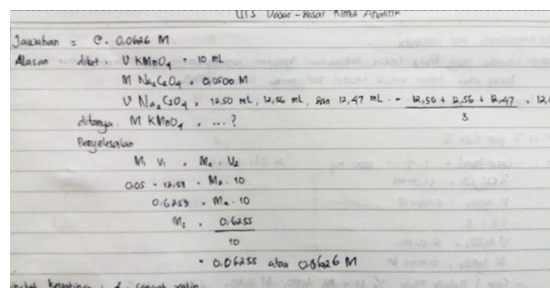 UTS Dasar-Dasar Kimia Analitik
Jawaban = C. 0.0626 M
Alasan = diket = V KMnO4 = 10 mL
M Na2C2O4 = 0.0500 M
V Na2C2O4 = 12.50 mL, 12,56 mL, dan 12,47 mL. = 12,50 + 12,56 + 12,47 / 3 = 12,
ditanya = M KMnO4 = ... ?
Penyelesaian
M1 V1 = M2 . V2
0.05 . 12,51 = M2 . 10
0,6255 = M2 . 10
M2 = 0,6255
10
= 0.06255 atau 0.0626 M